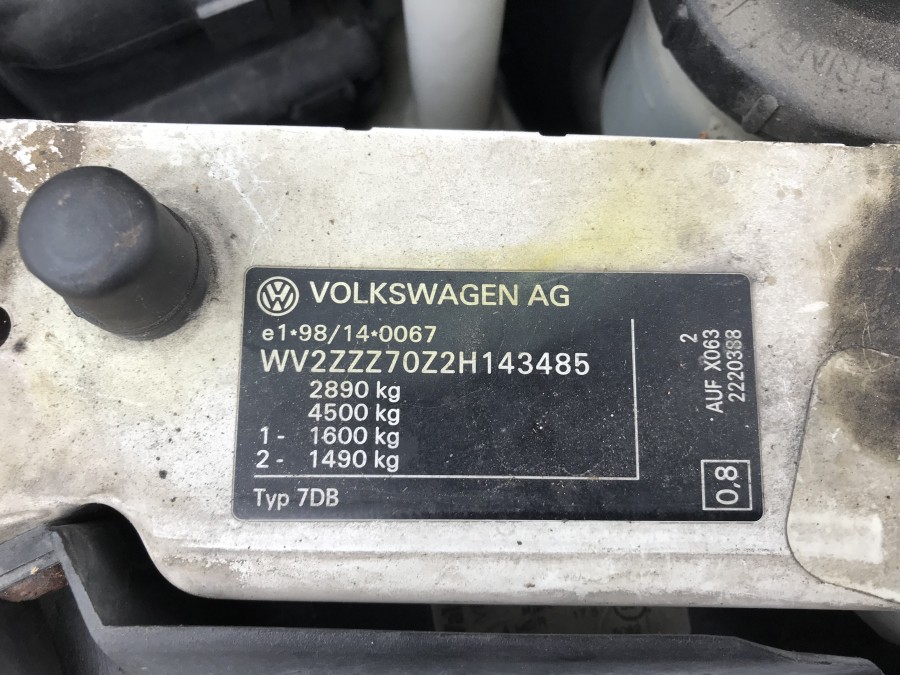 VOLKSWAGEN AG
e1*98/14*0067
WV2ZZZ70Z2H143485
2890 kg
4500 kg
1 - 1600 kg
2 - 1490 kg
Typ 7DB
2
AUF X063
2220388
0,8